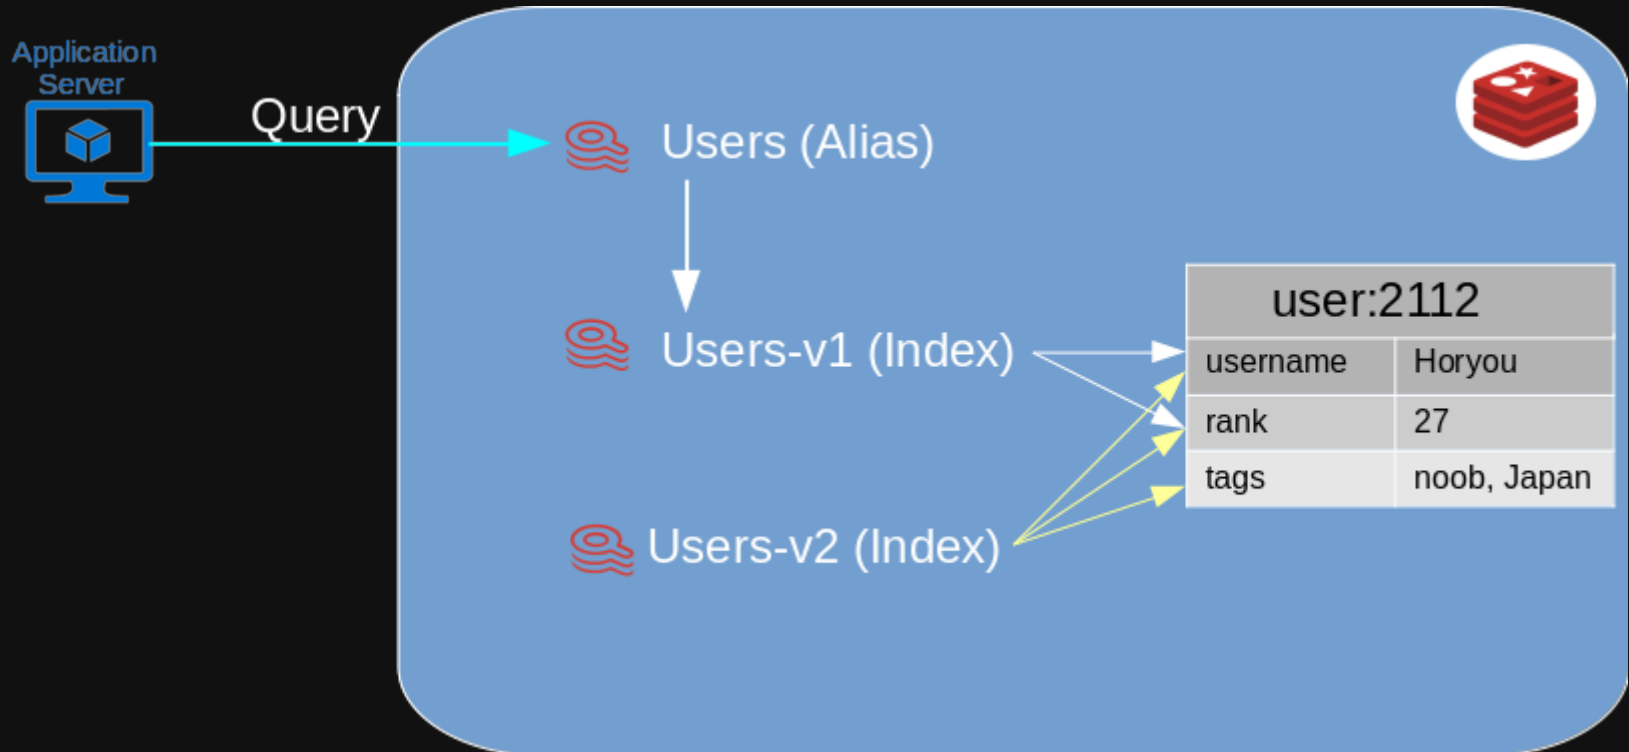 Application
Server
Query
Users (Alias)
Users-v1 (Index)
Users-v2 (Index)
user:2112
username Horyou
rank 27
tags noob, Japan